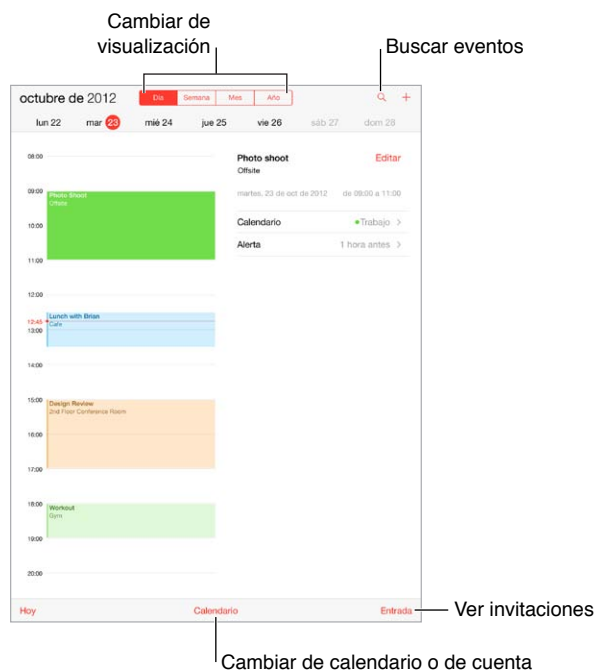 Cambiar de
visualización
Buscar eventos
octubre de 2012
Día Semana Mes Año
lun 22 mar 23 mié 24 jue 25 vie 26 sáb 27 dom 28
08:00
09:00
Photo Shoot
Offsite
10:00
11:00
12:00
Lunch with Brian
12:45
Cafe
13:00
14:00
15:00
Design Review
2nd Floor Conference Room
16:00
17:00
18:00
Workout
Gym
19:00
20:00
Photo shoot Editar
Offsite
martes, 23 de oct de 2012 de 09:00 a 11:00
Calendario Trabajo
Alerta 1 hora antes
Hoy Calendario Entrada
Ver invitaciones
Cambiar de calendario o de cuenta